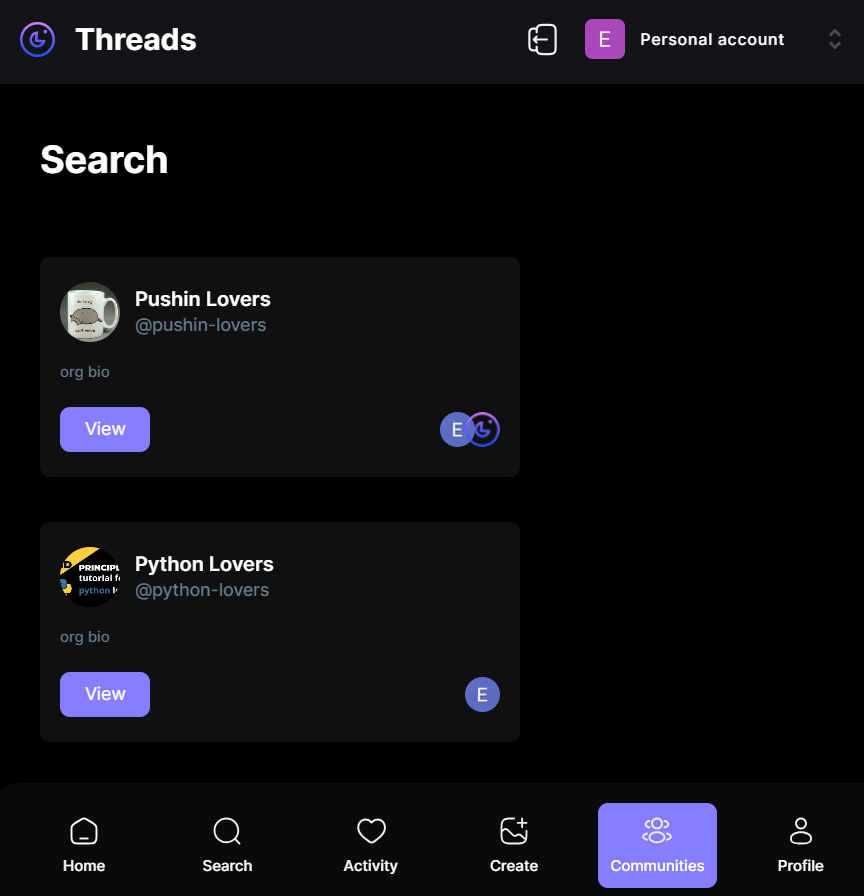 Threads
E
Personal account
Search
Pushin Lovers
@pushin-lovers
org bio
View
E
PRINCIPL
tutorial f
python l
Python Lovers
@python-lovers
org bio
View
E
Home
Search
Activity
Create
Communities
Profile